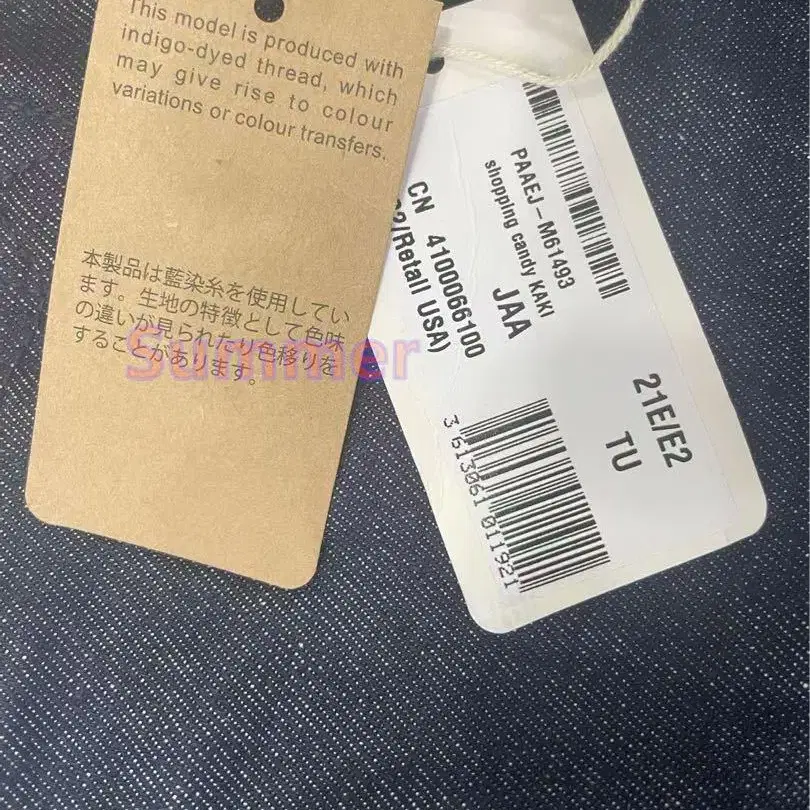 This model is produced with
indigo-dyed thread, which
may give rise to colour
variations or colour transfers.
本製品は藍染糸を使用してい
ます。生地の特徴として色味
の違いが見られたり色移りを
することがあります。
Summer
PAAEJ-M61493
shopping candy KAKI
JAA
CN 4100066100
/Retail USA)
21E/E2
TU
3 613061 011921